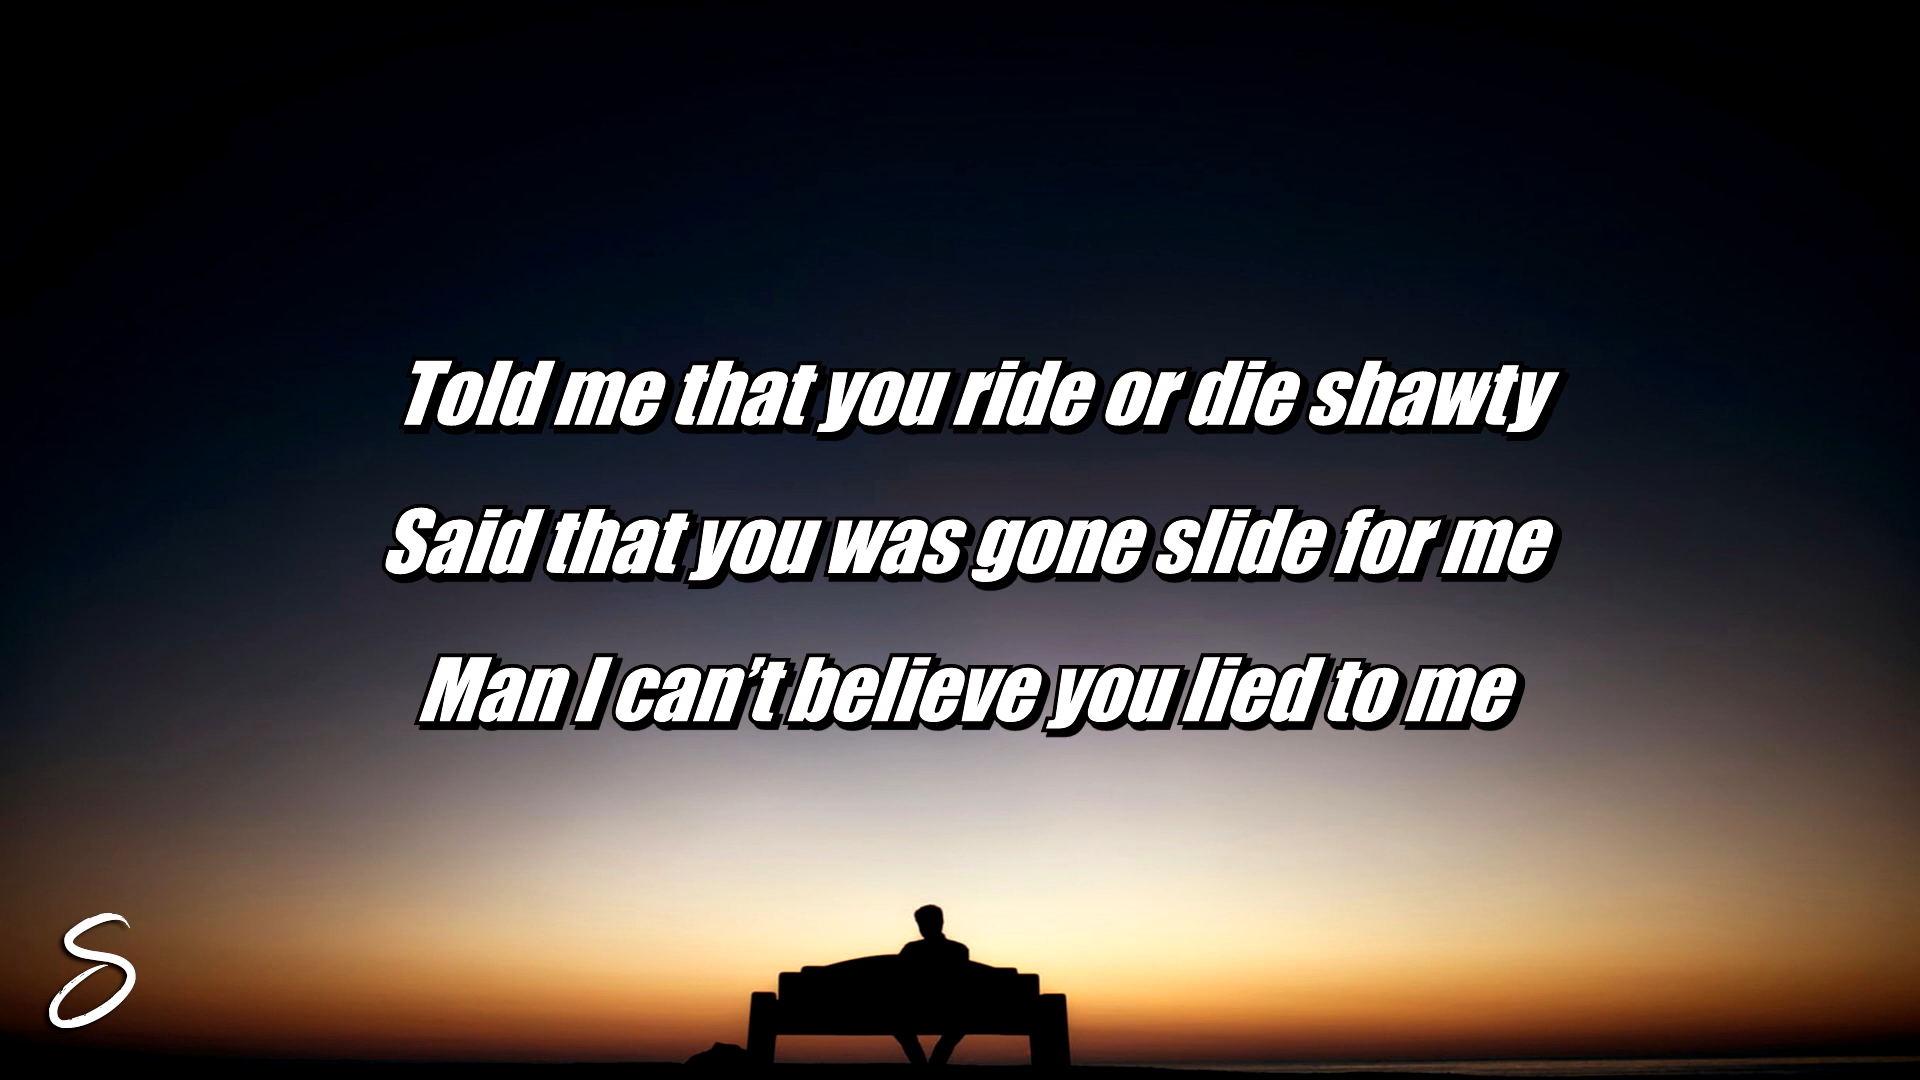 Told me that you ride or die shawty
Said that you was gone slide for me
Man I can't believe you lied to me
S